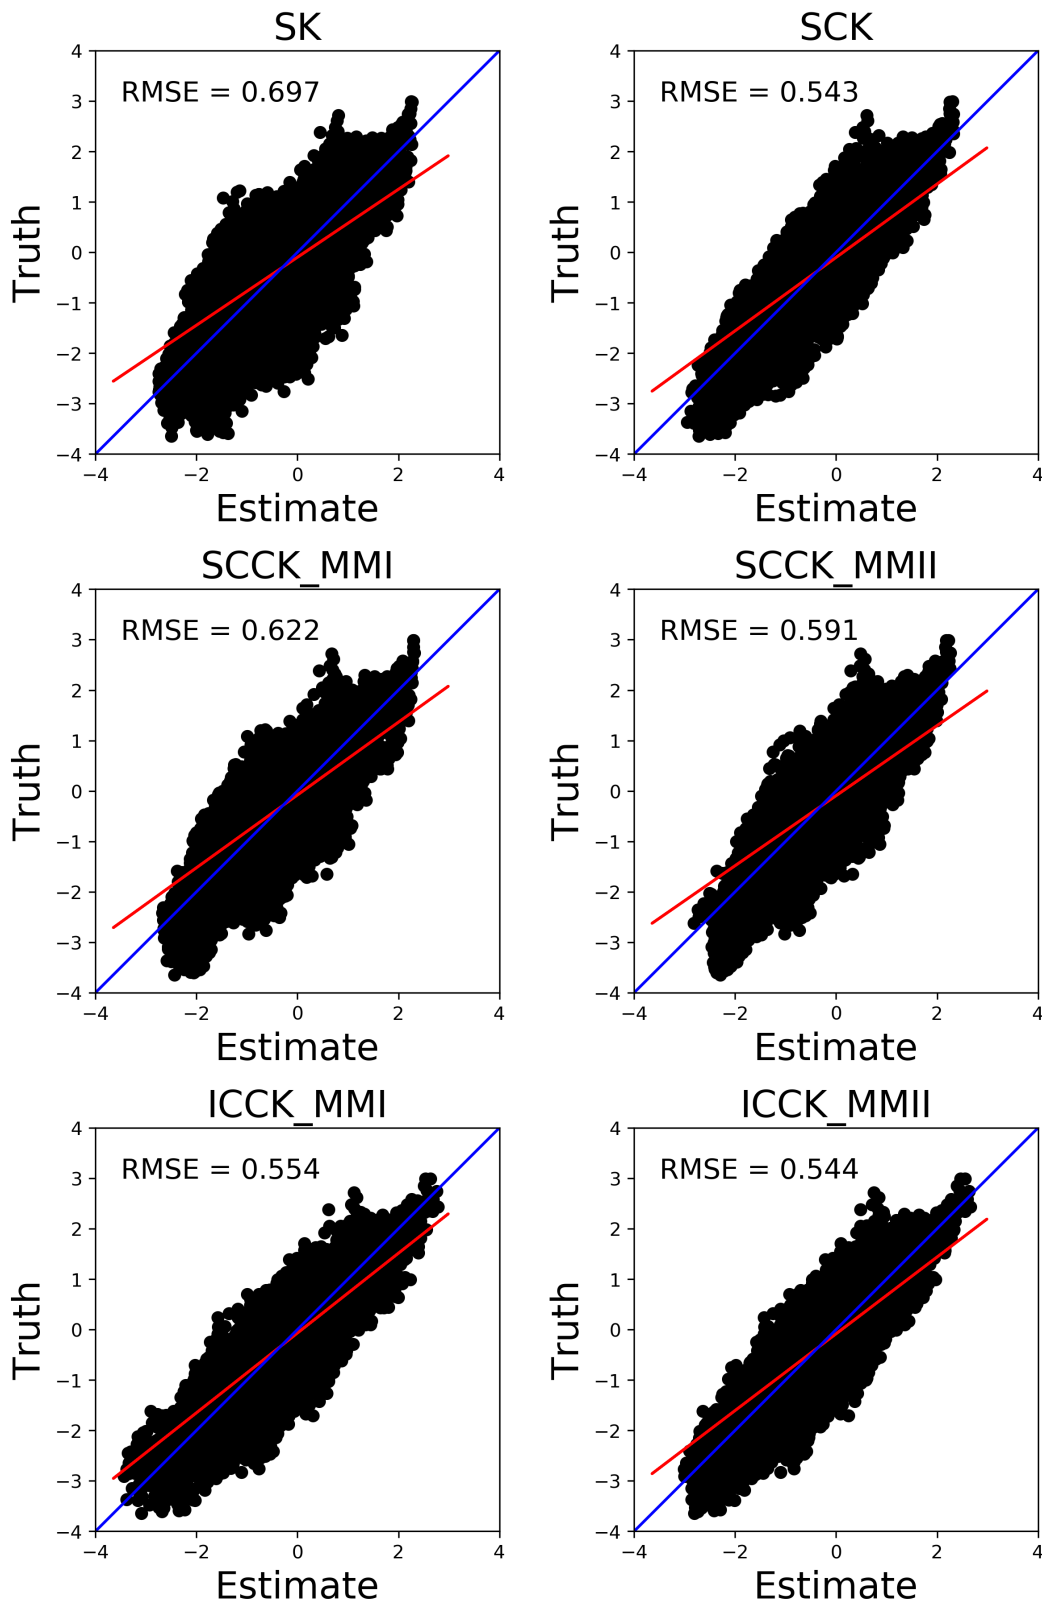 SK
RMSE = 0.697
4
3
2
1
0
−1
−2
−3
−4
−4 −2 0 2 4
Truth
Estimate
SCK
RMSE = 0.543
4
3
2
1
0
−1
−2
−3
−4
−4 −2 0 2 4
Truth
Estimate
SCCK_MMI
RMSE = 0.622
4
3
2
1
0
−1
−2
−3
−4
−4 −2 0 2 4
Truth
Estimate
SCCK_MMII
RMSE = 0.591
4
3
2
1
0
−1
−2
−3
−4
−4 −2 0 2 4
Truth
Estimate
ICCK_MMI
RMSE = 0.554
4
3
2
1
0
−1
−2
−3
−4
−4 −2 0 2 4
Truth
Estimate
ICCK_MMII
RMSE = 0.544
4
3
2
1
0
−1
−2
−3
−4
−4 −2 0 2 4
Truth
Estimate